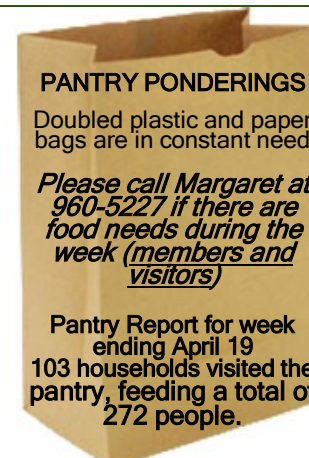 PANTRY PONDERINGS
Doubled plastic and paper
bags are in constant need
Please call Margaret at
960-5227 if there are
food needs during the
week (members and
visitors)
Pantry Report for week
ending April 19
103 households visited the
pantry, feeding a total of
272 people.